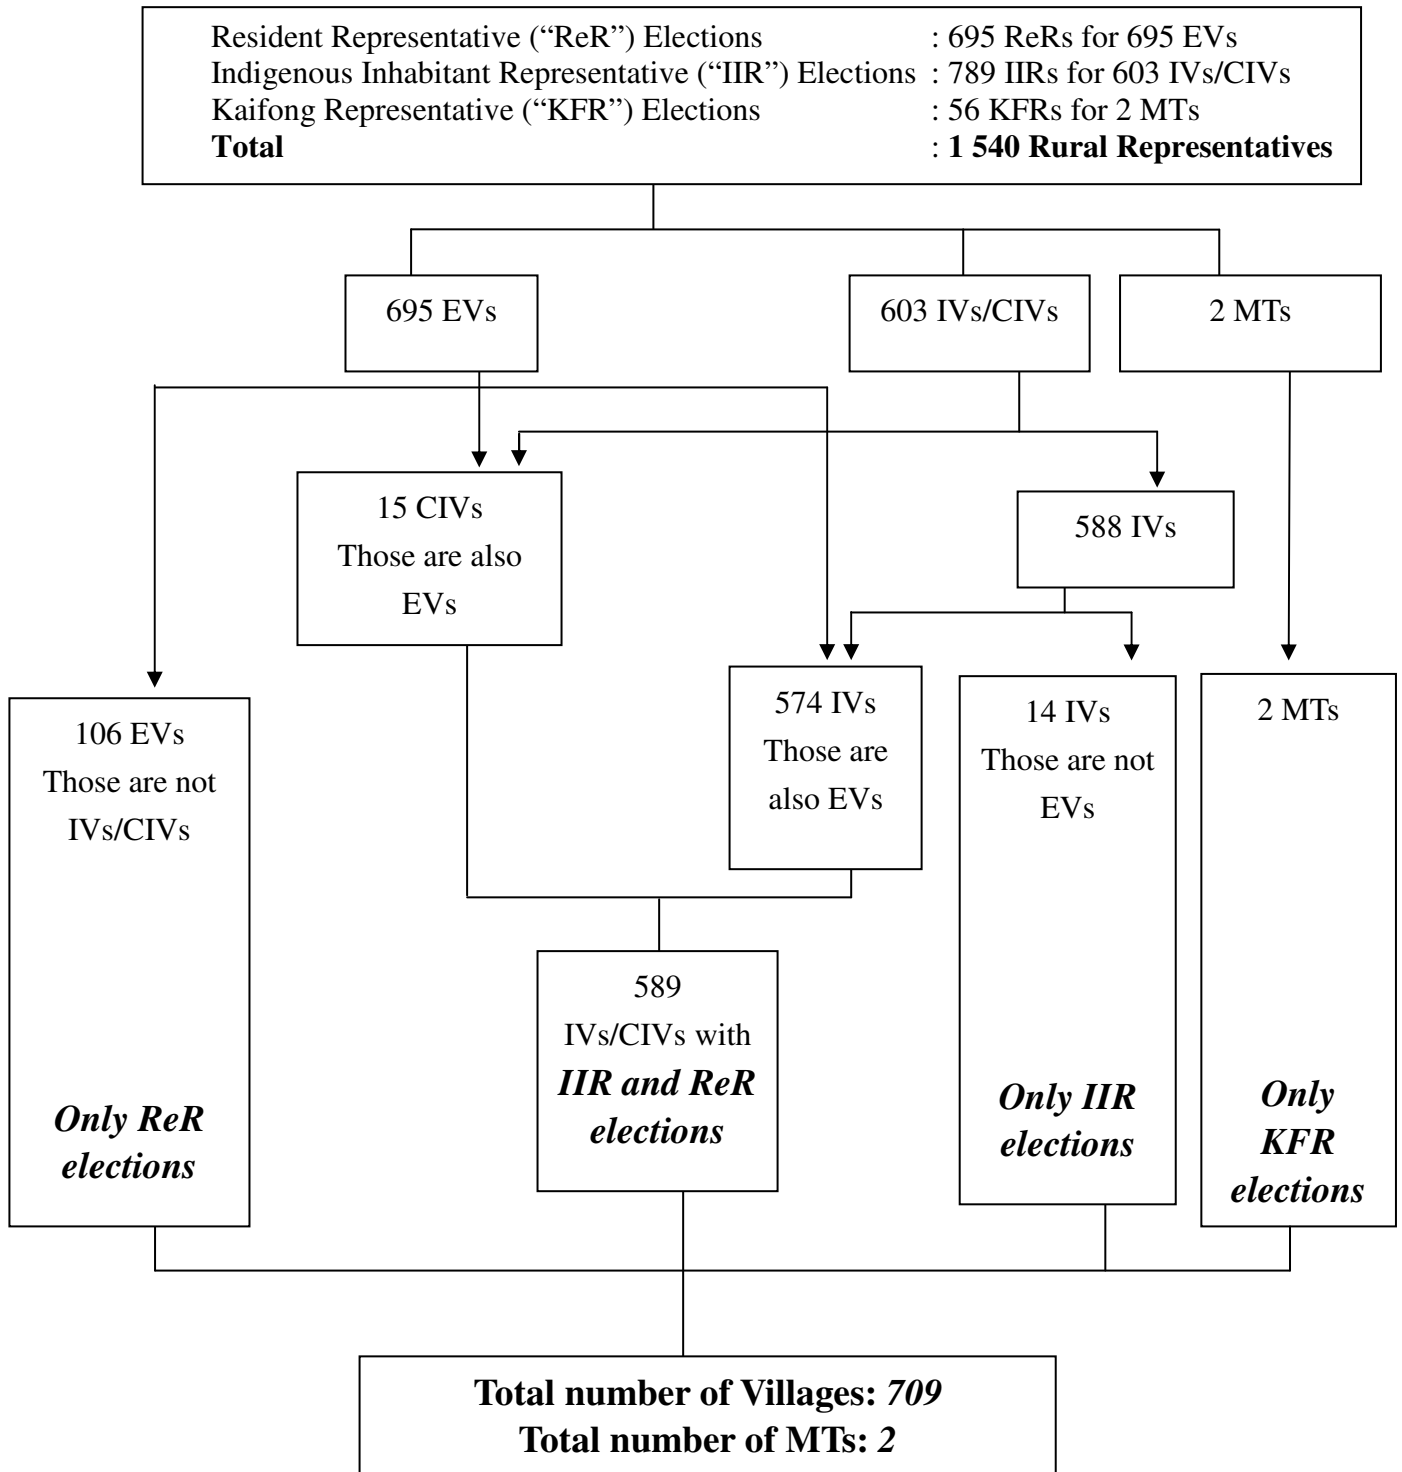 Resident Representative (“ReR”) Elections : 695 ReRs for 695 EVs
Indigenous Inhabitant Representative (“IIR”) Elections : 789 IIRs for 603 IVs/CIVs
Kaifong Representative (“KFR”) Elections : 56 KFRs for 2 MTs
Total : 1 540 Rural Representatives
695 EVs
603 IVs/CIVs
2 MTs
15 CIVs
Those are also
EVs
588 IVs
106 EVs
Those are not
IVs/CIVs
Only ReR
elections
574 IVs
Those are
also EVs
14 IVs
Those are not
EVs
Only IIR
elections
2 MTs
Only
KFR
elections
589
IVs/CIVs with
IIR and ReR
elections
Total number of Villages: 709
Total number of MTs: 2